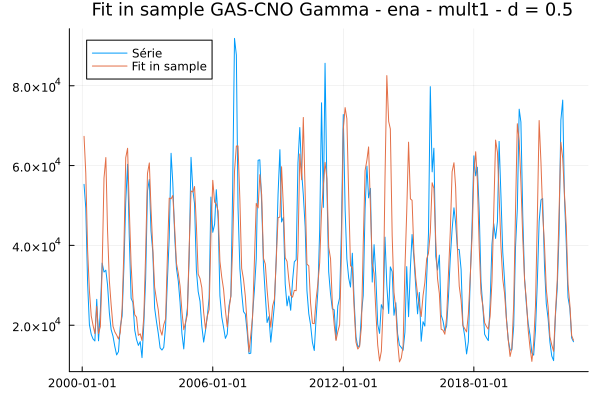 Fit in sample GAS-CNO Gamma - ena - mult1 - d = 0.5
Série
Fit in sample
8.0×10⁴
6.0×10⁴
4.0×10⁴
2.0×10⁴
2000-01-01 2006-01-01 2012-01-01 2018-01-01